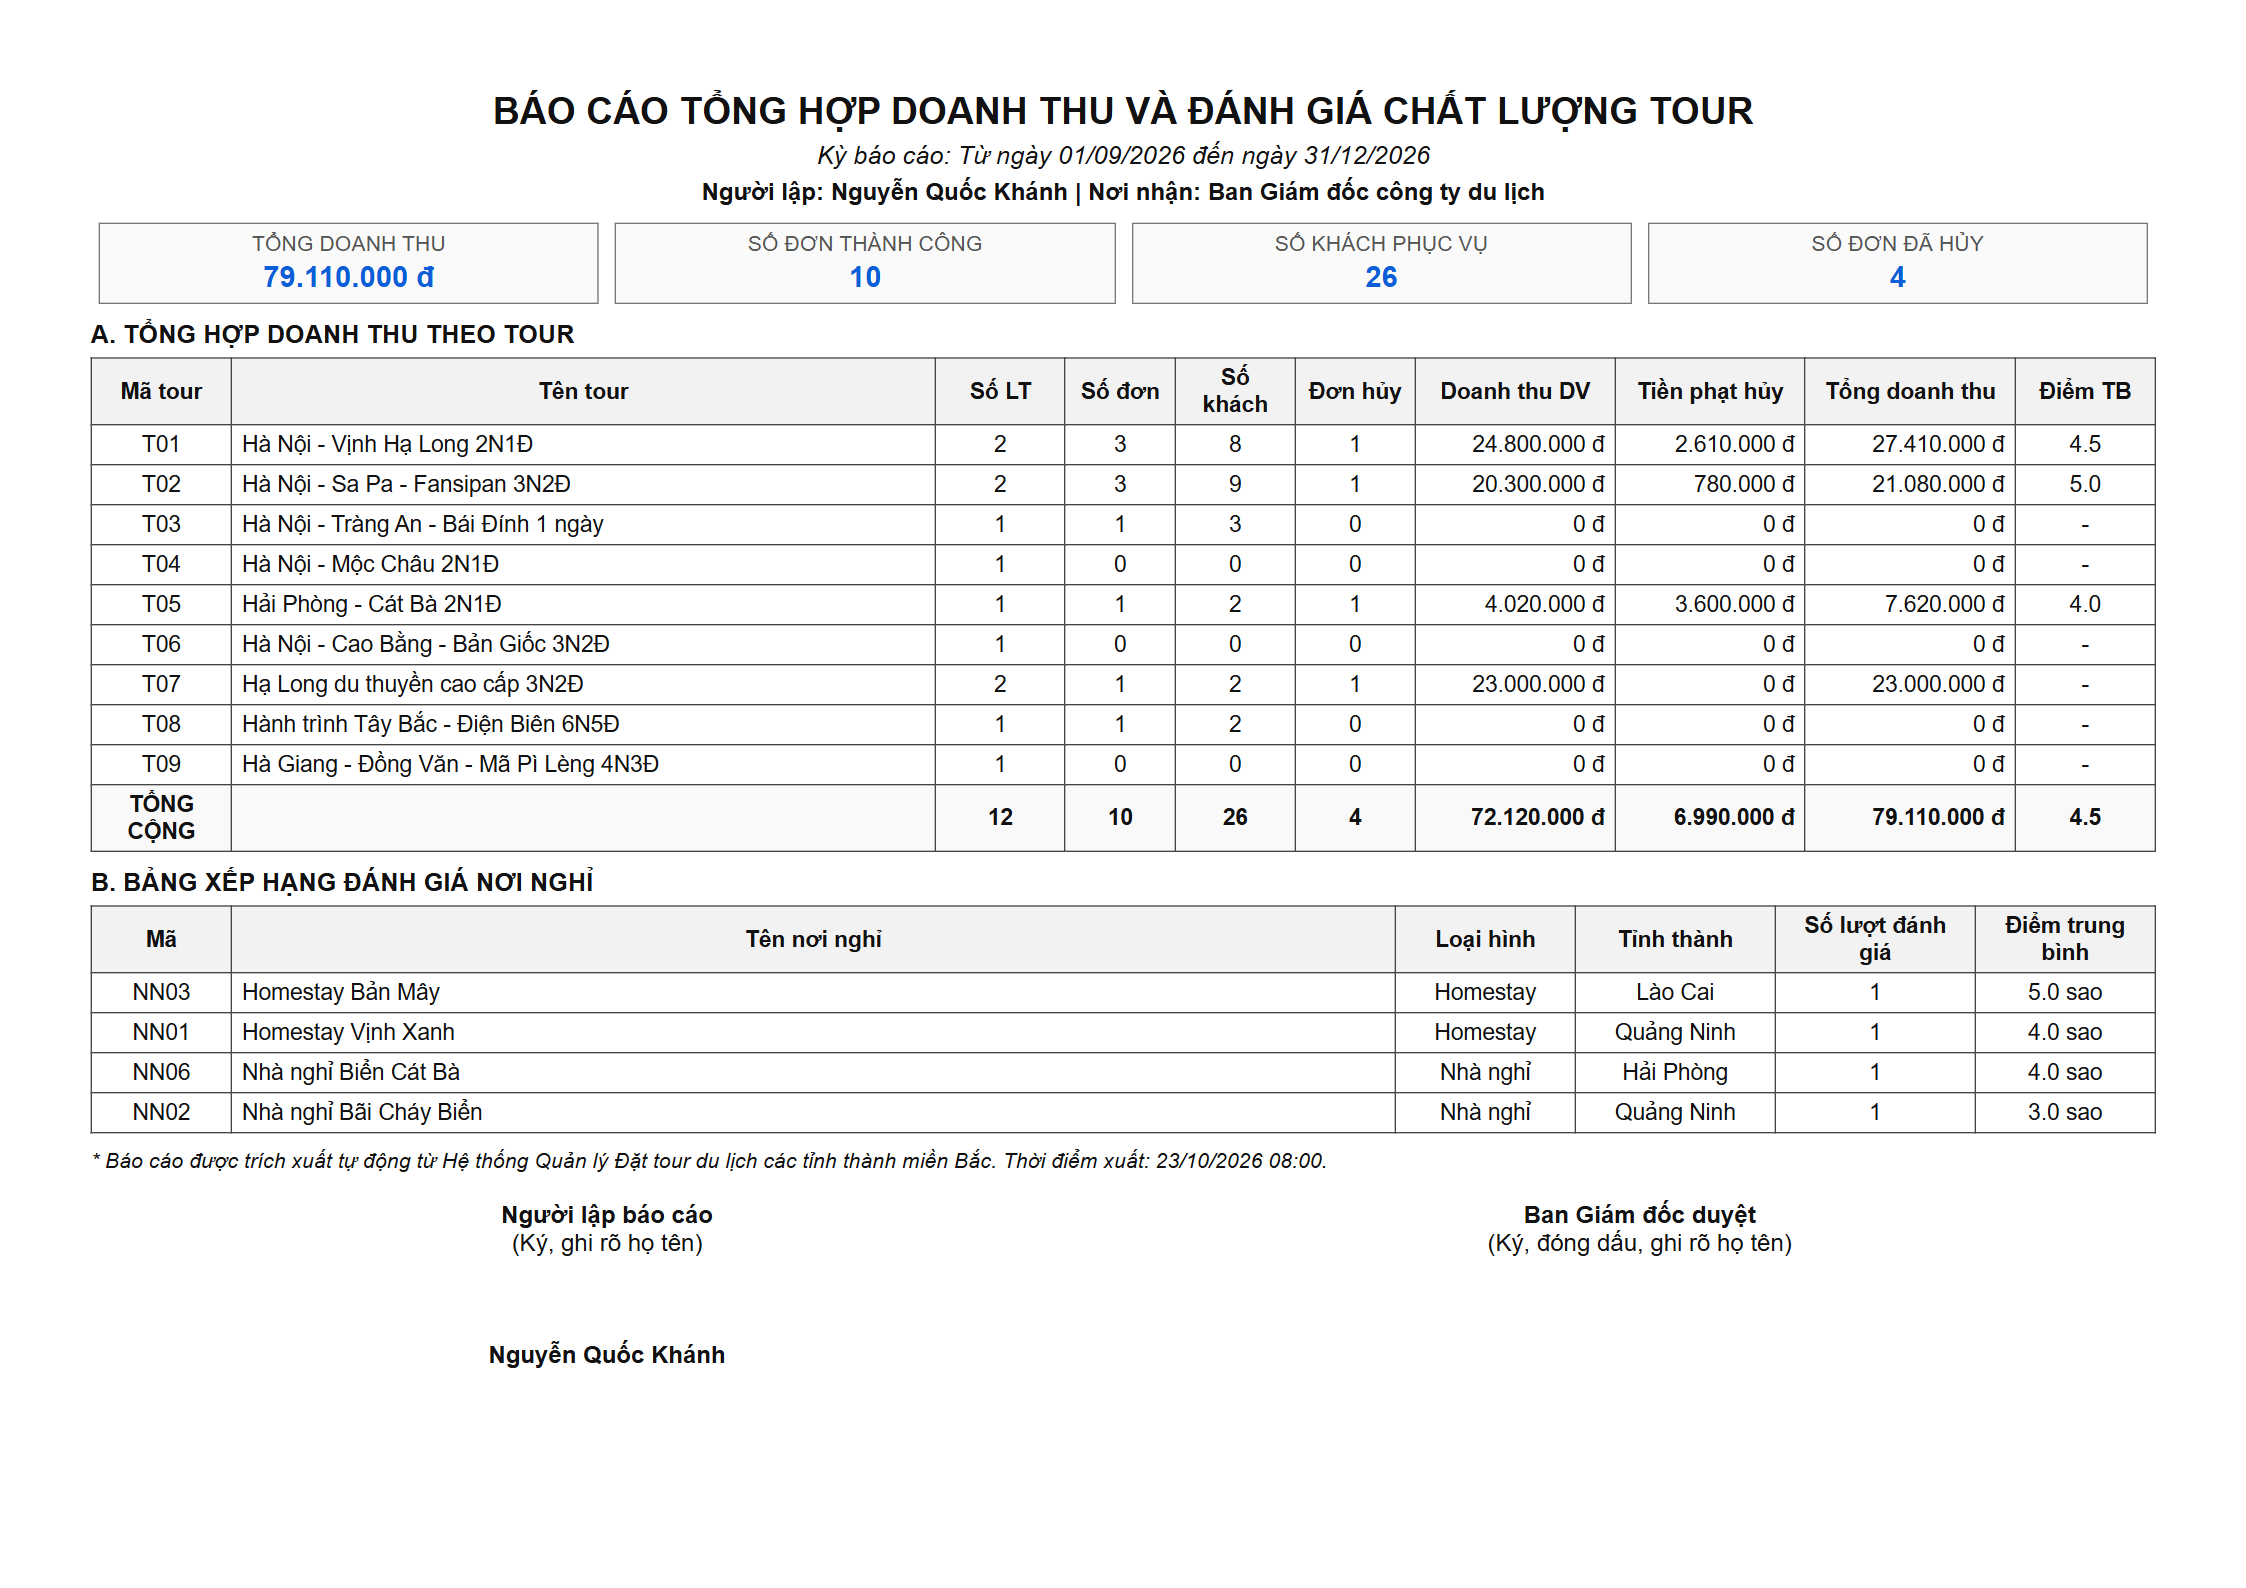 BÁO CÁO TỔNG HỢP DOANH THU VÀ ĐÁNH GIÁ CHẤT LƯỢNG TOUR
Kỳ báo cáo: Từ ngày 01/09/2026 đến ngày 31/12/2026
Người lập: Nguyễn Quốc Khánh | Nơi nhận: Ban Giám đốc công ty du lịch
TỔNG DOANH THU SỐ ĐƠN THÀNH CÔNG SỐ KHÁCH PHỤC VỤ SỐ ĐƠN ĐÃ HỦY
79.110.000 đ 10 26 4
A. TỔNG HỢP DOANH THU THEO TOUR
Mã tour Tên tour Số LT Số đơn Số khách Đơn hủy Doanh thu DV Tiền phạt hủy Tổng doanh thu Điểm TB
T01 Hà Nội - Vịnh Hạ Long 2N1Đ 2 3 8 1 24.800.000 đ 2.610.000 đ 27.410.000 đ 4.5
T02 Hà Nội - Sa Pa - Fansipan 3N2Đ 2 3 9 1 20.300.000 đ 780.000 đ 21.080.000 đ 5.0
T03 Hà Nội - Tràng An - Bái Đính 1 ngày 1 1 3 0 0 đ 0 đ 0 đ -
T04 Hà Nội - Mộc Châu 2N1Đ 1 0 0 0 0 đ 0 đ 0 đ -
T05 Hải Phòng - Cát Bà 2N1Đ 1 1 2 1 4.020.000 đ 3.600.000 đ 7.620.000 đ 4.0
T06 Hà Nội - Cao Bằng - Bản Giốc 3N2Đ 1 0 0 0 0 đ 0 đ 0 đ -
T07 Hạ Long du thuyền cao cấp 3N2Đ 2 1 2 1 23.000.000 đ 0 đ 23.000.000 đ -
T08 Hành trình Tây Bắc - Điện Biên 6N5Đ 1 1 2 0 0 đ 0 đ 0 đ -
T09 Hà Giang - Đồng Văn - Mã Pì Lèng 4N3Đ 1 0 0 0 0 đ 0 đ 0 đ -
TỔNG CỘNG 12 10 26 4 72.120.000 đ 6.990.000 đ 79.110.000 đ 4.5
B. BẢNG XẾP HẠNG ĐÁNH GIÁ NƠI NGHỈ
Mã Tên nơi nghỉ Loại hình Tỉnh thành Số lượt đánh giá Điểm trung bình
NN03 Homestay Bản Mây Homestay Lào Cai 1 5.0 sao
NN01 Homestay Vịnh Xanh Homestay Quảng Ninh 1 4.0 sao
NN06 Nhà nghỉ Biển Cát Bà Nhà nghỉ Hải Phòng 1 4.0 sao
NN02 Nhà nghỉ Bãi Cháy Biển Nhà nghỉ Quảng Ninh 1 3.0 sao
* Báo cáo được trích xuất tự động từ Hệ thống Quản lý Đặt tour du lịch các tỉnh thành miền Bắc. Thời điểm xuất: 23/10/2026 08:00.
Người lập báo cáo Ban Giám đốc duyệt
(Ký, ghi rõ họ tên) (Ký, đóng dấu, ghi rõ họ tên)
Nguyễn Quốc Khánh